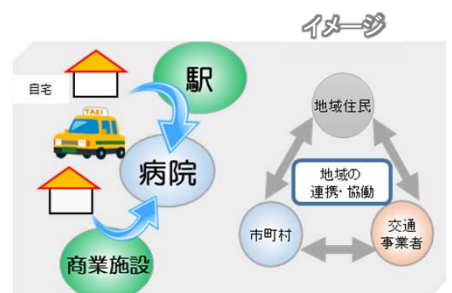 イメージ
駅
自宅
TAXI
病院
商業施設
地域住民
地域の
連携・協働
市町村
交通
事業者